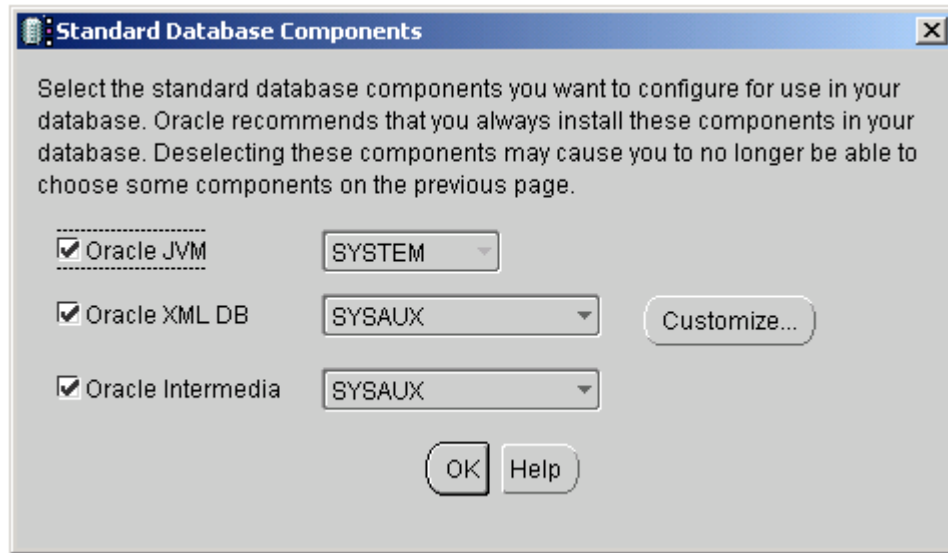 Standard Database Components
Select the standard database components you want to configure for use in your
database. Oracle recommends that you always install these components in your
database. Deselecting these components may cause you to no longer be able to
choose some components on the previous page.
Oracle JVM SYSTEM
Oracle XML DB SYSAUX Customize...
Oracle Intermedia SYSAUX
OK Help